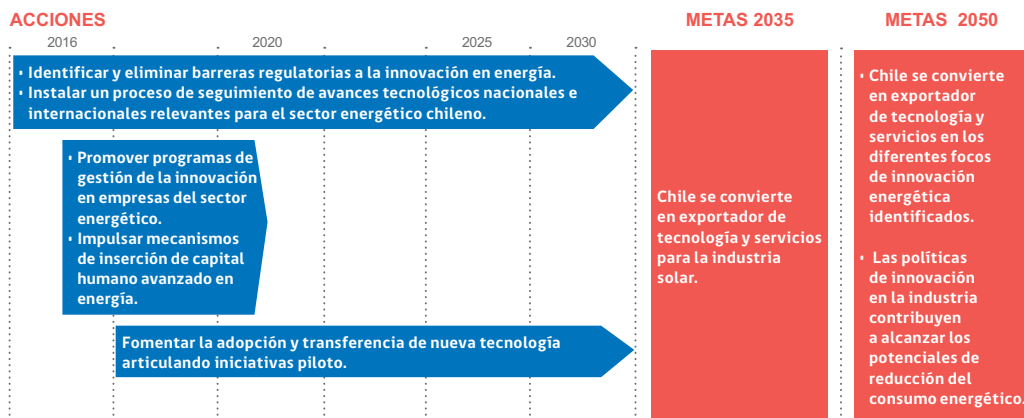 ACCIONES
METAS 2035
METAS 2050
2016
2020
2025
2030
• Identificar y eliminar barreras regulatorias a la innovación en energía.
• Instalar un proceso de seguimiento de avances tecnológicos nacionales e
internacionales relevantes para el sector energético chileno.
• Promover programas de
gestión de la innovación
en empresas del sector
energético.
• Impulsar mecanismos
de inserción de capital
humano avanzado en
energía.
Fomentar la adopción y transferencia de nueva tecnología
articulando iniciativas piloto.
Chile se convierte
en exportador de
tecnología y servicios
para la industria
solar.
• Chile se convierte
en exportador
de tecnología y
servicios en los
diferentes focos
de innovación
energética
identificados.
• Las políticas
de innovación
en la industria
contribuyen
a alcanzar los
potenciales de
reducción del
consumo energético.